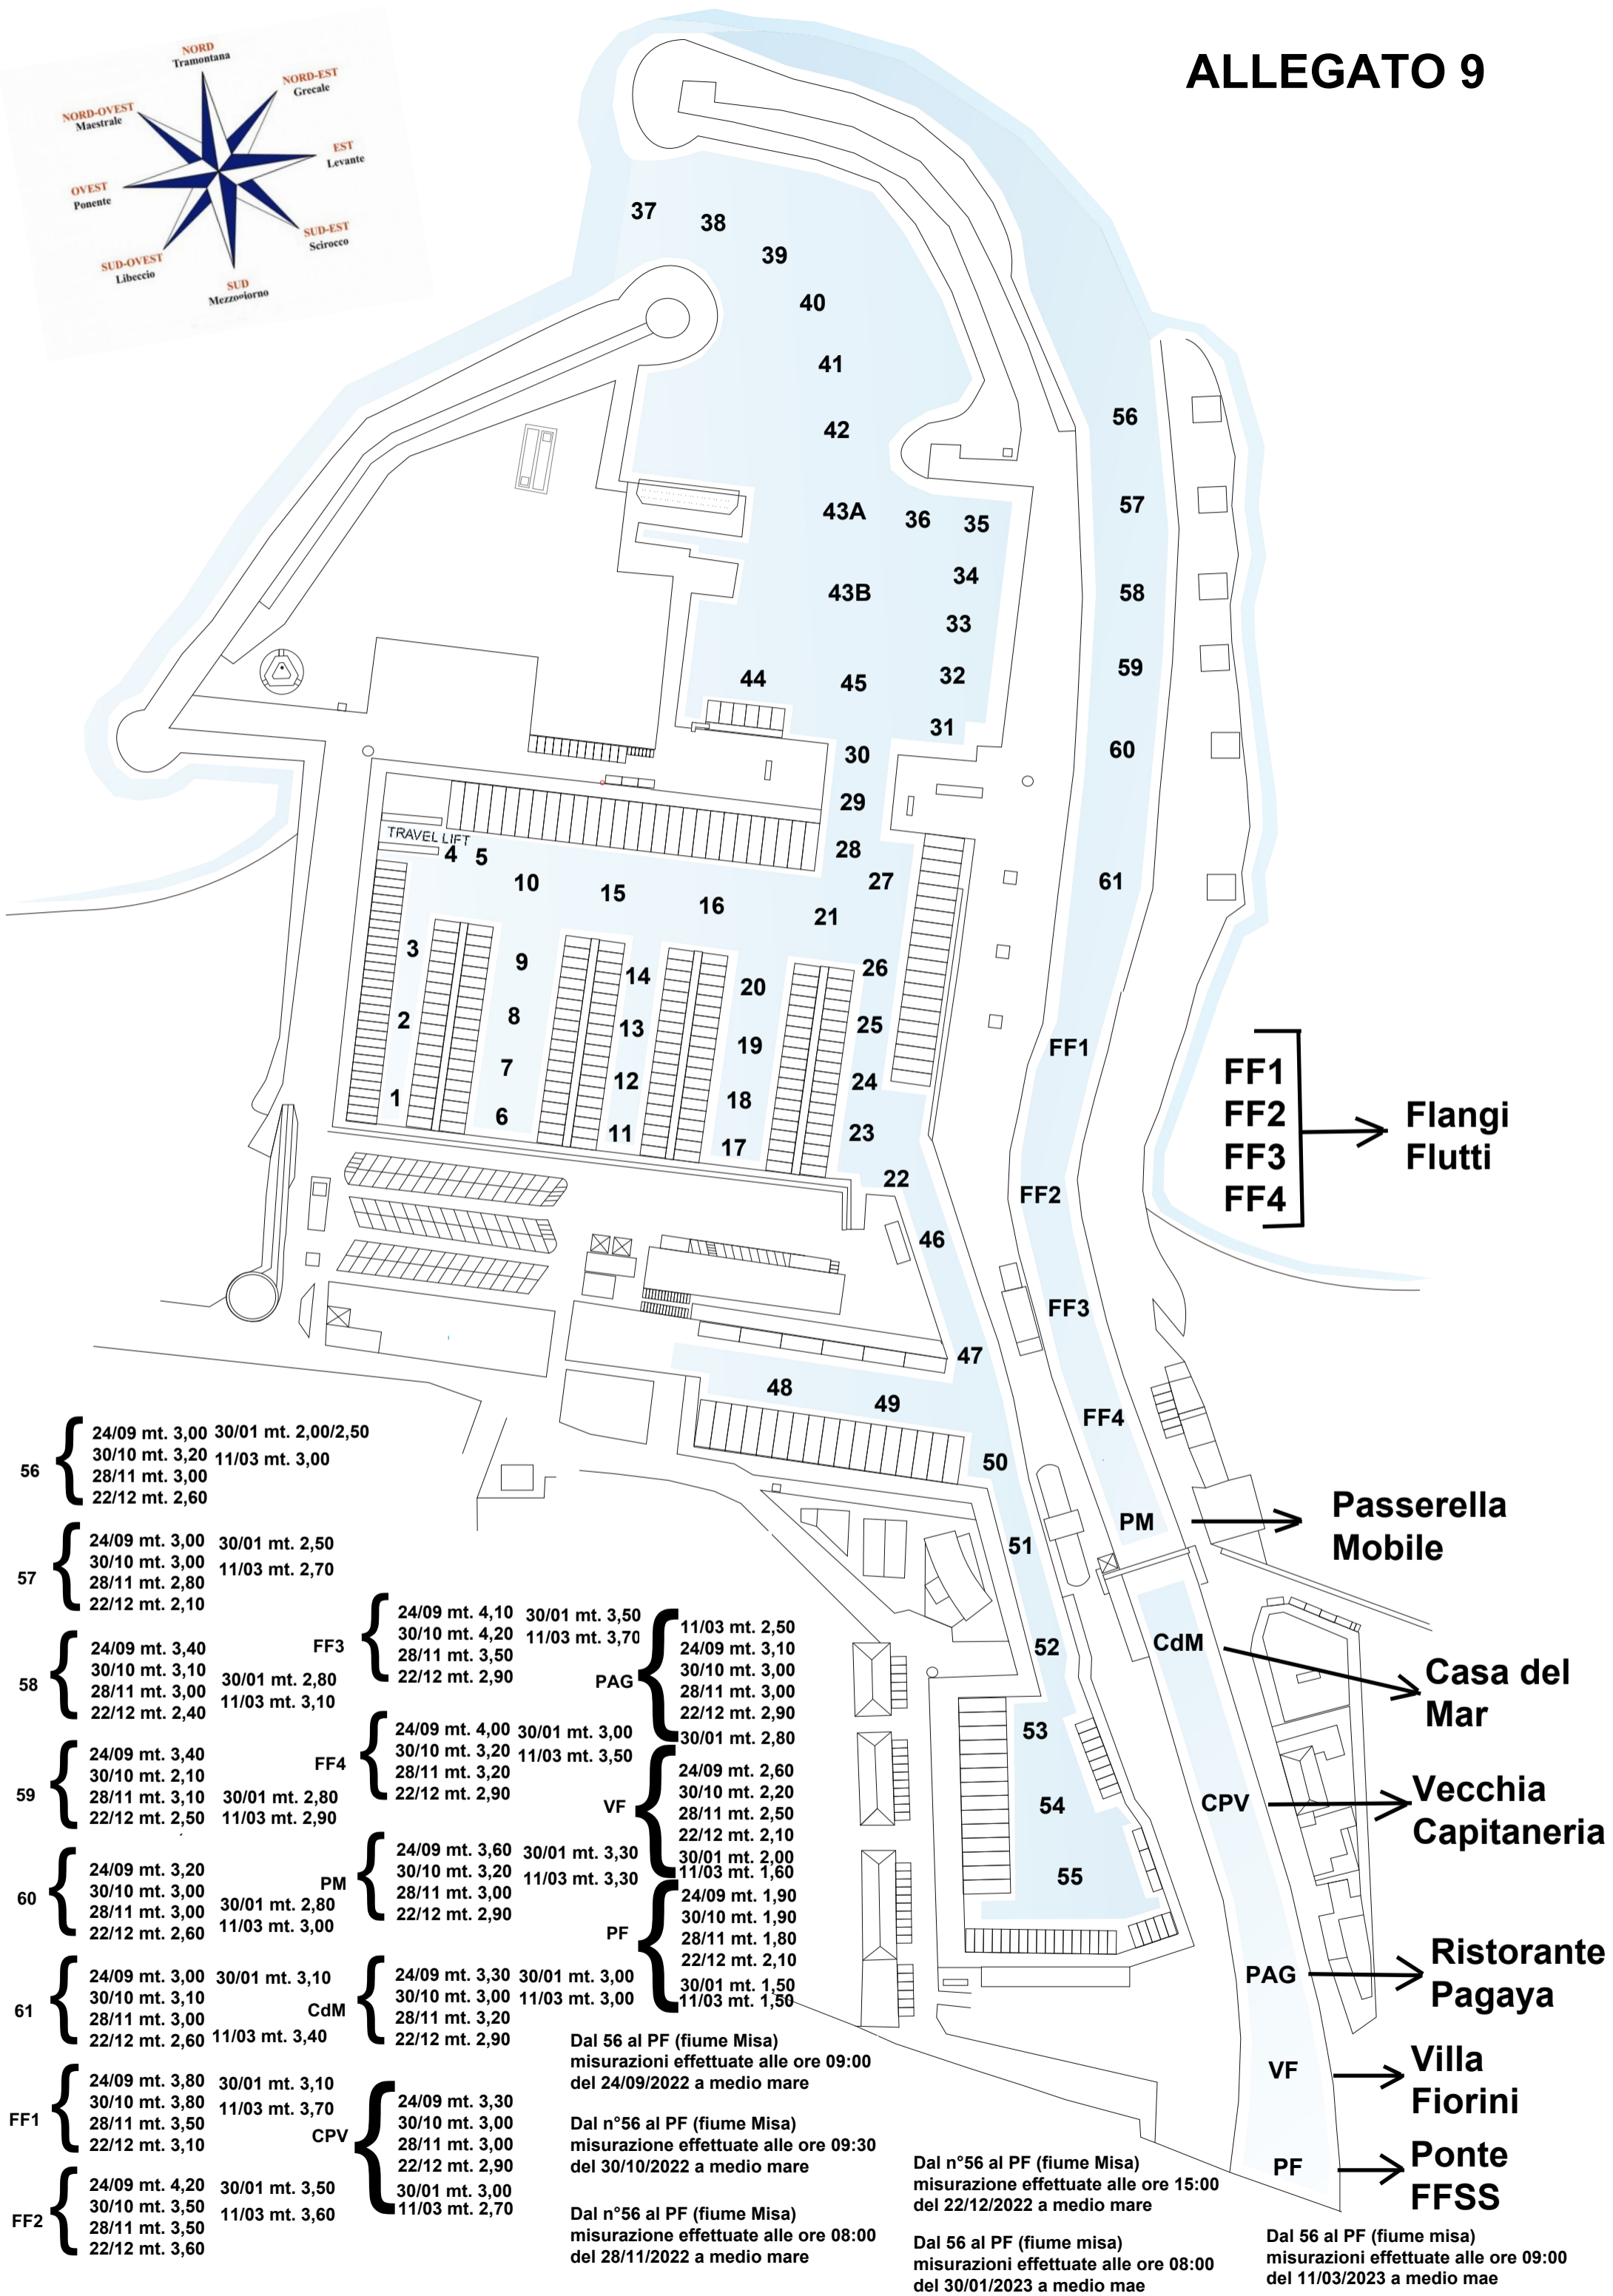 ALLEGATO 9
NORD
Tramontana
NORD-EST
Grecale
NORD-OVEST
Maestrale
EST
Levante
OVEST
Ponente
SUD-EST
Scirocco
SUD-OVEST
Libeccio
SUD
Mezzogiorno
37
38
39
40
41
42
43A
36
35
34
43B
33
44
45
32
31
30
29
28
27
TRAVEL LIFT
4
5
10
15
16
21
3
9
14
20
26
2
8
13
19
25
7
12
18
24
1
6
11
17
23
22
46
47
48
49
50
51
52
53
54
55
56
57
58
59
60
61
FF1
FF2
FF3
FF4
PM
CdM
CPV
PAG
VF
PF
FF1
FF2
FF3
FF4
Flangi
Flutti
Passerella
Mobile
Casa del
Mar
Vecchia
Capitaneria
Ristorante
Pagaya
Villa
Fiorini
Ponte
FFSS
56
24/09 mt. 3,00 30/01 mt. 2,00/2,50
30/10 mt. 3,20 11/03 mt. 3,00
28/11 mt. 3,00
22/12 mt. 2,60
57
24/09 mt. 3,00 30/01 mt. 2,50
30/10 mt. 3,00 11/03 mt. 2,70
28/11 mt. 2,80
22/12 mt. 2,10
58
24/09 mt. 3,40
30/10 mt. 3,10 30/01 mt. 2,80
28/11 mt. 3,00 11/03 mt. 3,10
22/12 mt. 2,40
59
24/09 mt. 3,40
30/10 mt. 2,10
28/11 mt. 3,10 30/01 mt. 2,80
22/12 mt. 2,50 11/03 mt. 2,90
60
24/09 mt. 3,20
30/10 mt. 3,00 30/01 mt. 2,80
28/11 mt. 3,00 11/03 mt. 3,00
22/12 mt. 2,60
61
24/09 mt. 3,00 30/01 mt. 3,10
30/10 mt. 3,10
28/11 mt. 3,00
22/12 mt. 2,60 11/03 mt. 3,40
FF1
24/09 mt. 3,80 30/01 mt. 3,10
30/10 mt. 3,80 11/03 mt. 3,70
28/11 mt. 3,50
22/12 mt. 3,10
FF2
24/09 mt. 4,20 30/01 mt. 3,50
30/10 mt. 3,50 11/03 mt. 3,60
28/11 mt. 3,50
22/12 mt. 3,60
FF3
24/09 mt. 4,10 30/01 mt. 3,50
30/10 mt. 4,20 11/03 mt. 3,70
28/11 mt. 3,50
22/12 mt. 2,90
FF4
24/09 mt. 4,00 30/01 mt. 3,00
30/10 mt. 3,20 11/03 mt. 3,50
28/11 mt. 3,20
22/12 mt. 2,90
PM
24/09 mt. 3,60 30/01 mt. 3,30
30/10 mt. 3,20 11/03 mt. 3,30
28/11 mt. 3,00
22/12 mt. 2,90
CdM
24/09 mt. 3,30 30/01 mt. 3,00
30/10 mt. 3,00 11/03 mt. 3,00
28/11 mt. 3,20
22/12 mt. 2,90
CPV
24/09 mt. 3,30
30/10 mt. 3,00
28/11 mt. 3,00
22/12 mt. 2,90
30/01 mt. 3,00
11/03 mt. 2,70
PAG
11/03 mt. 2,50
24/09 mt. 3,10
30/10 mt. 3,00
28/11 mt. 3,00
22/12 mt. 2,90
30/01 mt. 2,80
VF
24/09 mt. 2,60
30/10 mt. 2,20
28/11 mt. 2,50
22/12 mt. 2,10
30/01 mt. 2,00
11/03 mt. 1,60
PF
24/09 mt. 1,90
30/10 mt. 1,90
28/11 mt. 1,80
22/12 mt. 2,10
30/01 mt. 1,50
11/03 mt. 1,50
Dal 56 al PF (fiume Misa)
misurazioni effettuate alle ore 09:00
del 24/09/2022 a medio mare
Dal n°56 al PF (fiume Misa)
misurazione effettuate alle ore 09:30
del 30/10/2022 a medio mare
Dal n°56 al PF (fiume Misa)
misurazione effettuate alle ore 08:00
del 28/11/2022 a medio mare
Dal n°56 al PF (fiume Misa)
misurazione effettuate alle ore 15:00
del 22/12/2022 a medio mare
Dal 56 al PF (fiume misa)
misurazioni effettuate alle ore 08:00
del 30/01/2023 a medio mae
Dal 56 al PF (fiume misa)
misurazioni effettuate alle ore 09:00
del 11/03/2023 a medio mae